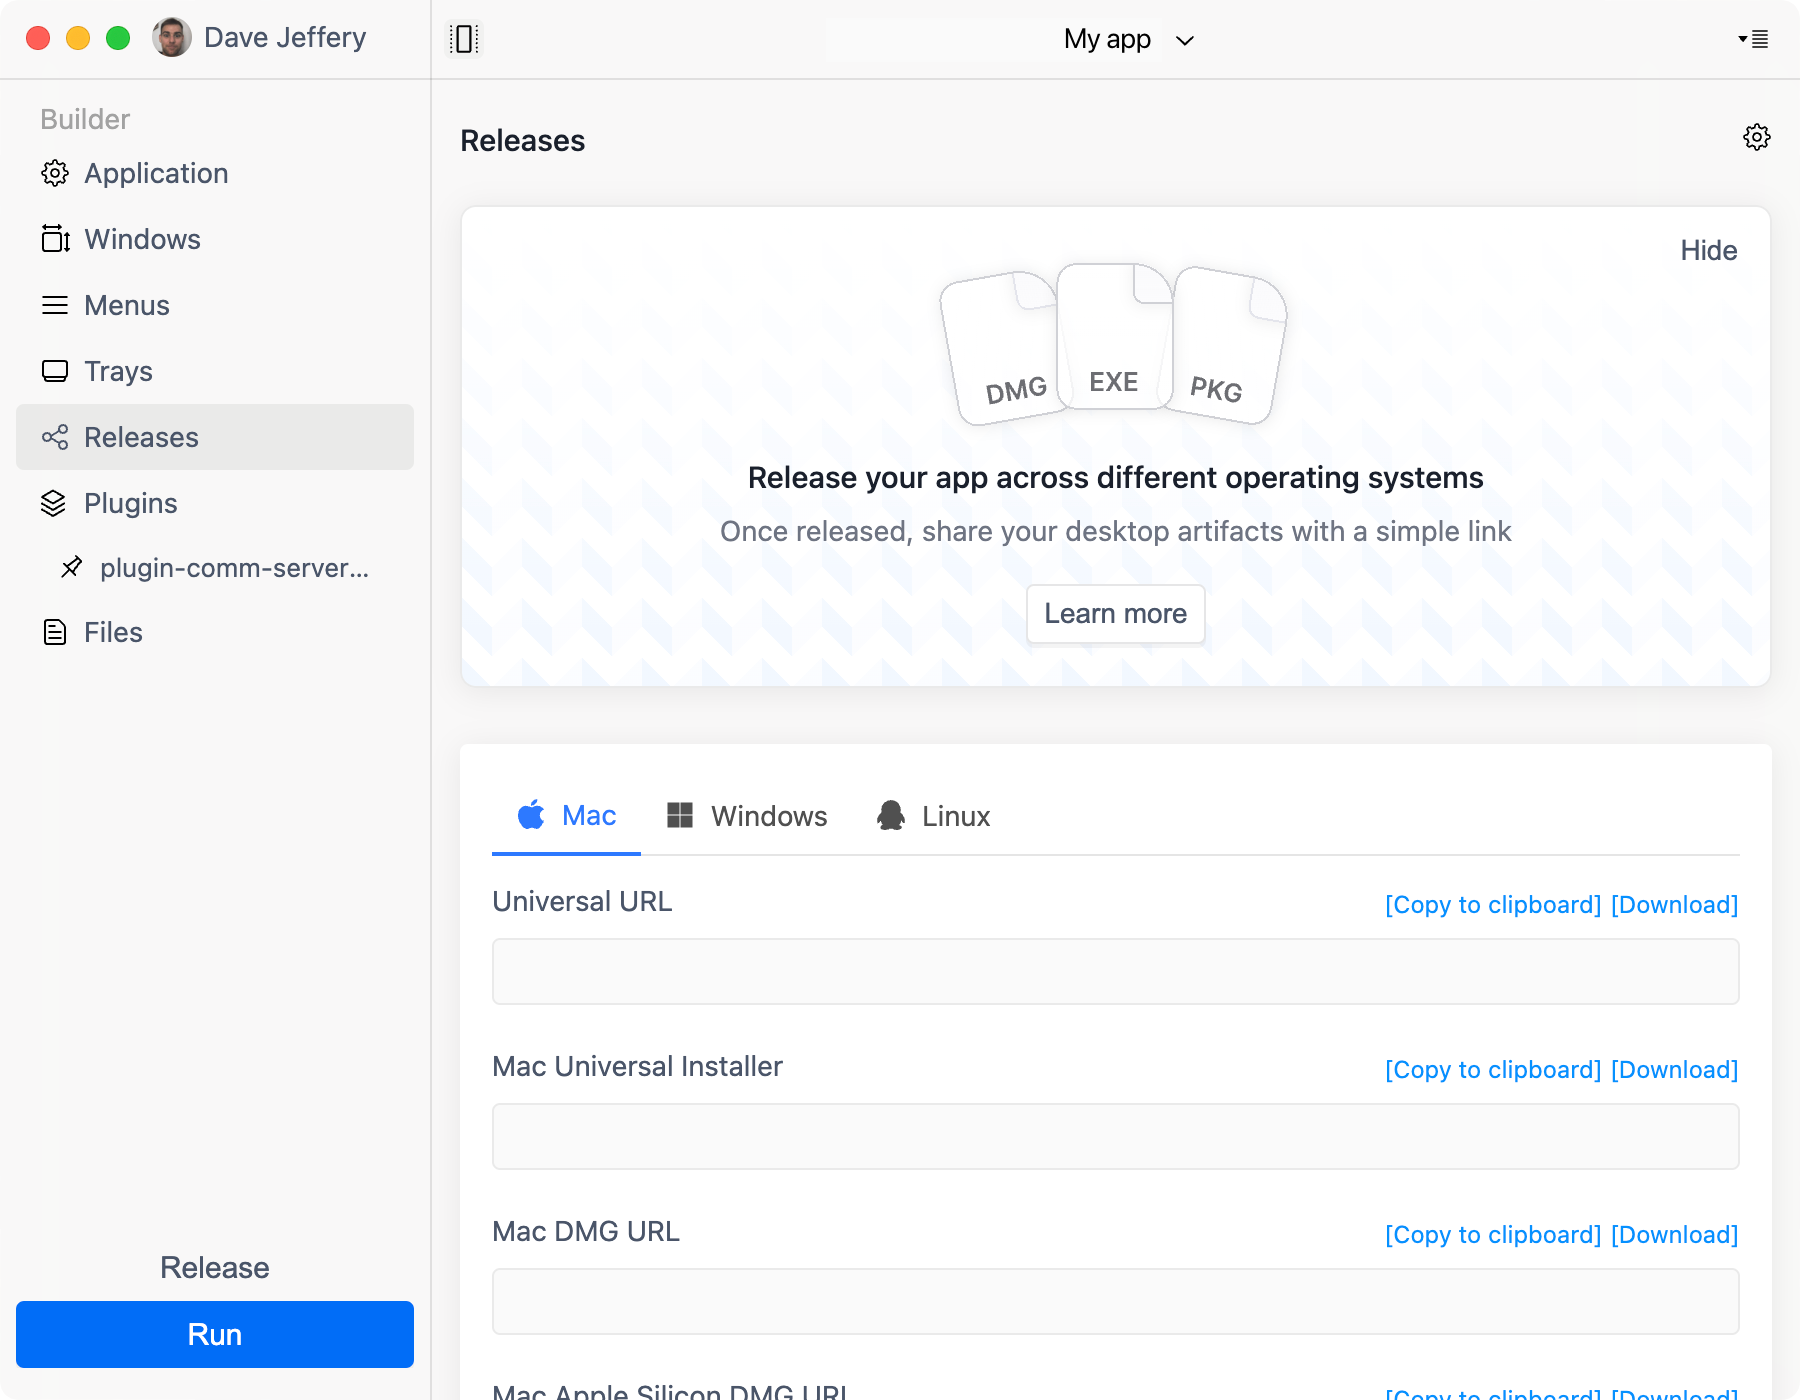 Dave Jeffery
My app
Builder
Application
Windows
Menus
Trays
Releases
Plugins
plugin-comm-server...
Files
Release
Run
Releases
Hide
DMG EXE PKG
Release your app across different operating systems
Once released, share your desktop artifacts with a simple link
Learn more
Mac Windows Linux
Universal URL [Copy to clipboard] [Download]
Mac Universal Installer [Copy to clipboard] [Download]
Mac DMG URL [Copy to clipboard] [Download]
Mac Apple Silicon DMG URL [Copy to clipboard] [Download]